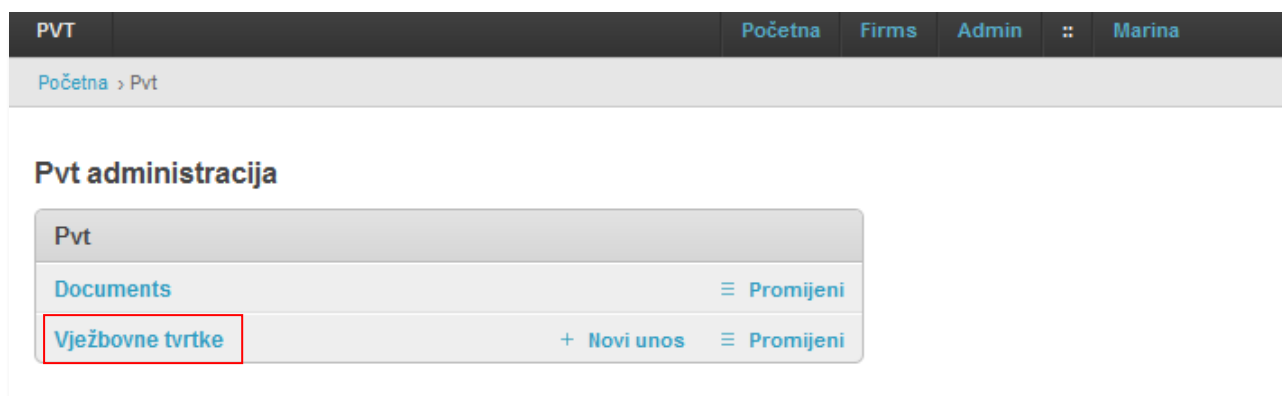 PVT Početna Firms Admin :: Marina
Početna › Pvt
Pvt administracija
Pvt
Documents Promijeni
Vježbovne tvrtke + Novi unos Promijeni